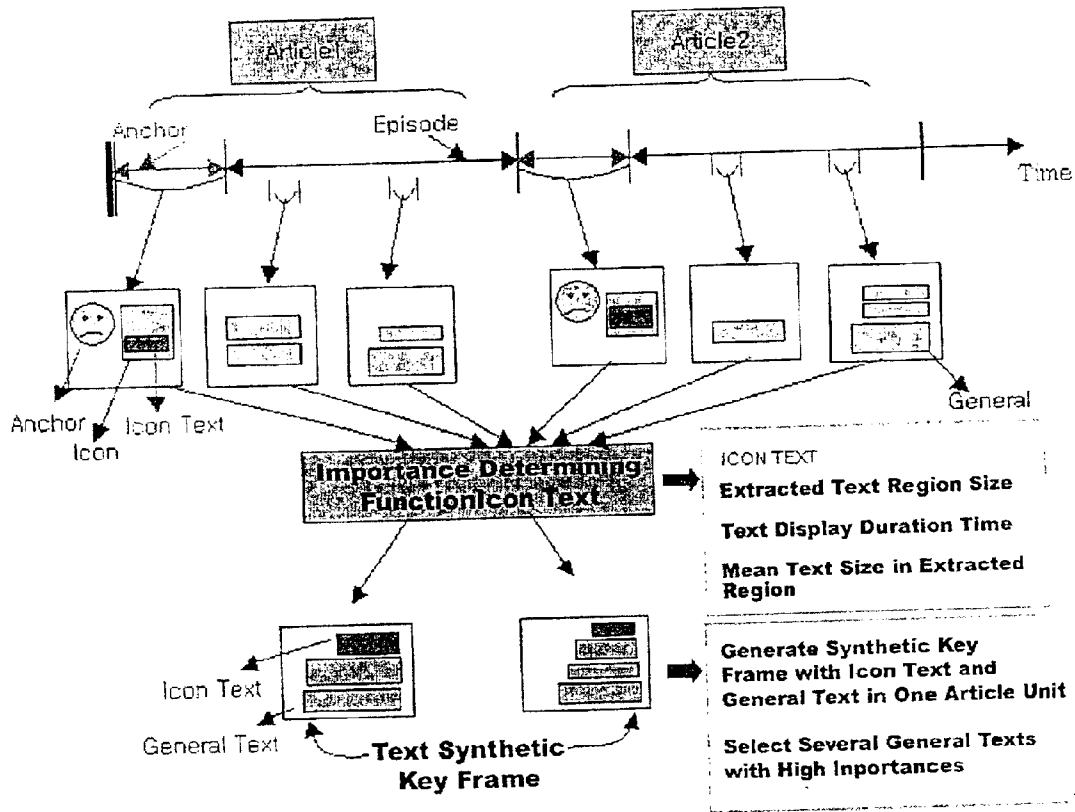 Article1
Article2
Anchor
Episode
Time
Anchor
Icon
Icon Text
General
Importance Determining
FunctionIcon Text
ICON TEXT
Extracted Text Region Size
Text Display Duration Time
Mean Text Size in Extracted
Region
Icon Text
General Text
Text Synthetic
Key Frame
Generate Synthetic Key
Frame with Icon Text and
General Text in One Article Unit
Select Several General Texts
with High Inportances